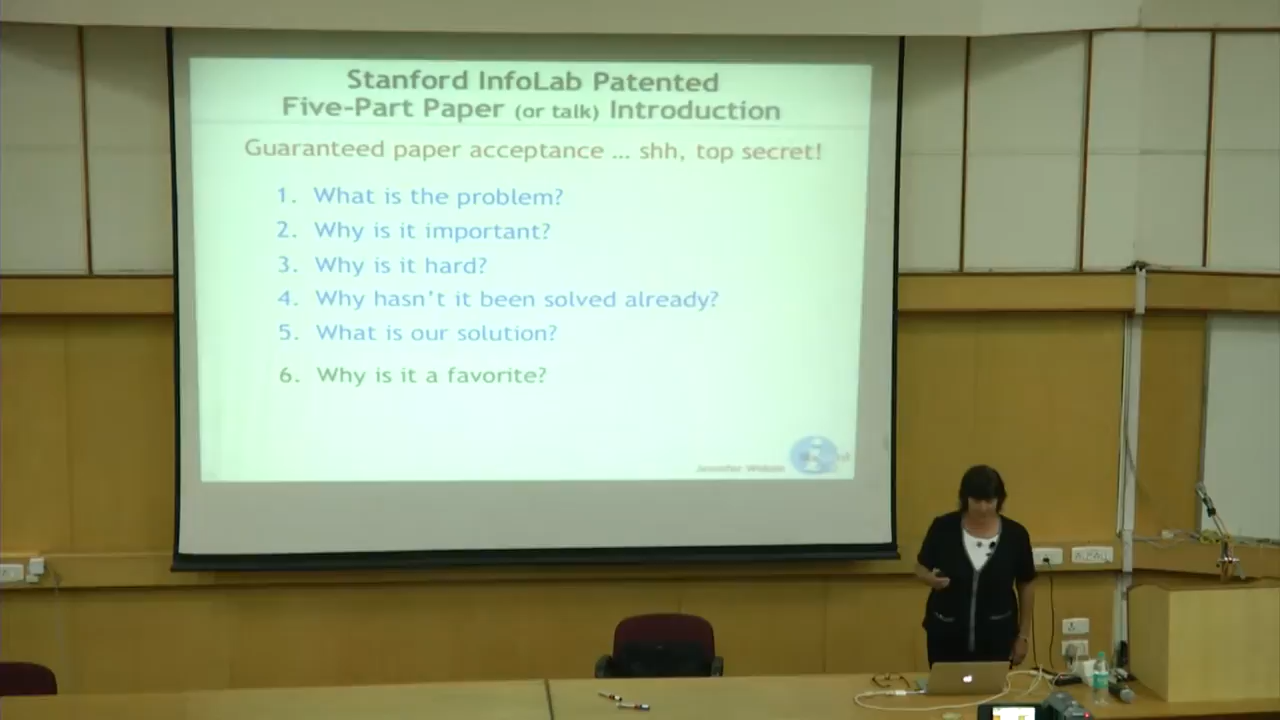 Stanford InfoLab Patented
Five-Part Paper (or talk) Introduction
Guaranteed paper acceptance ... shh, top secret!
1. What is the problem?
2. Why is it important?
3. Why is it hard?
4. Why hasn't it been solved already?
5. What is our solution?
6. Why is it a favorite?
Jennifer Widom